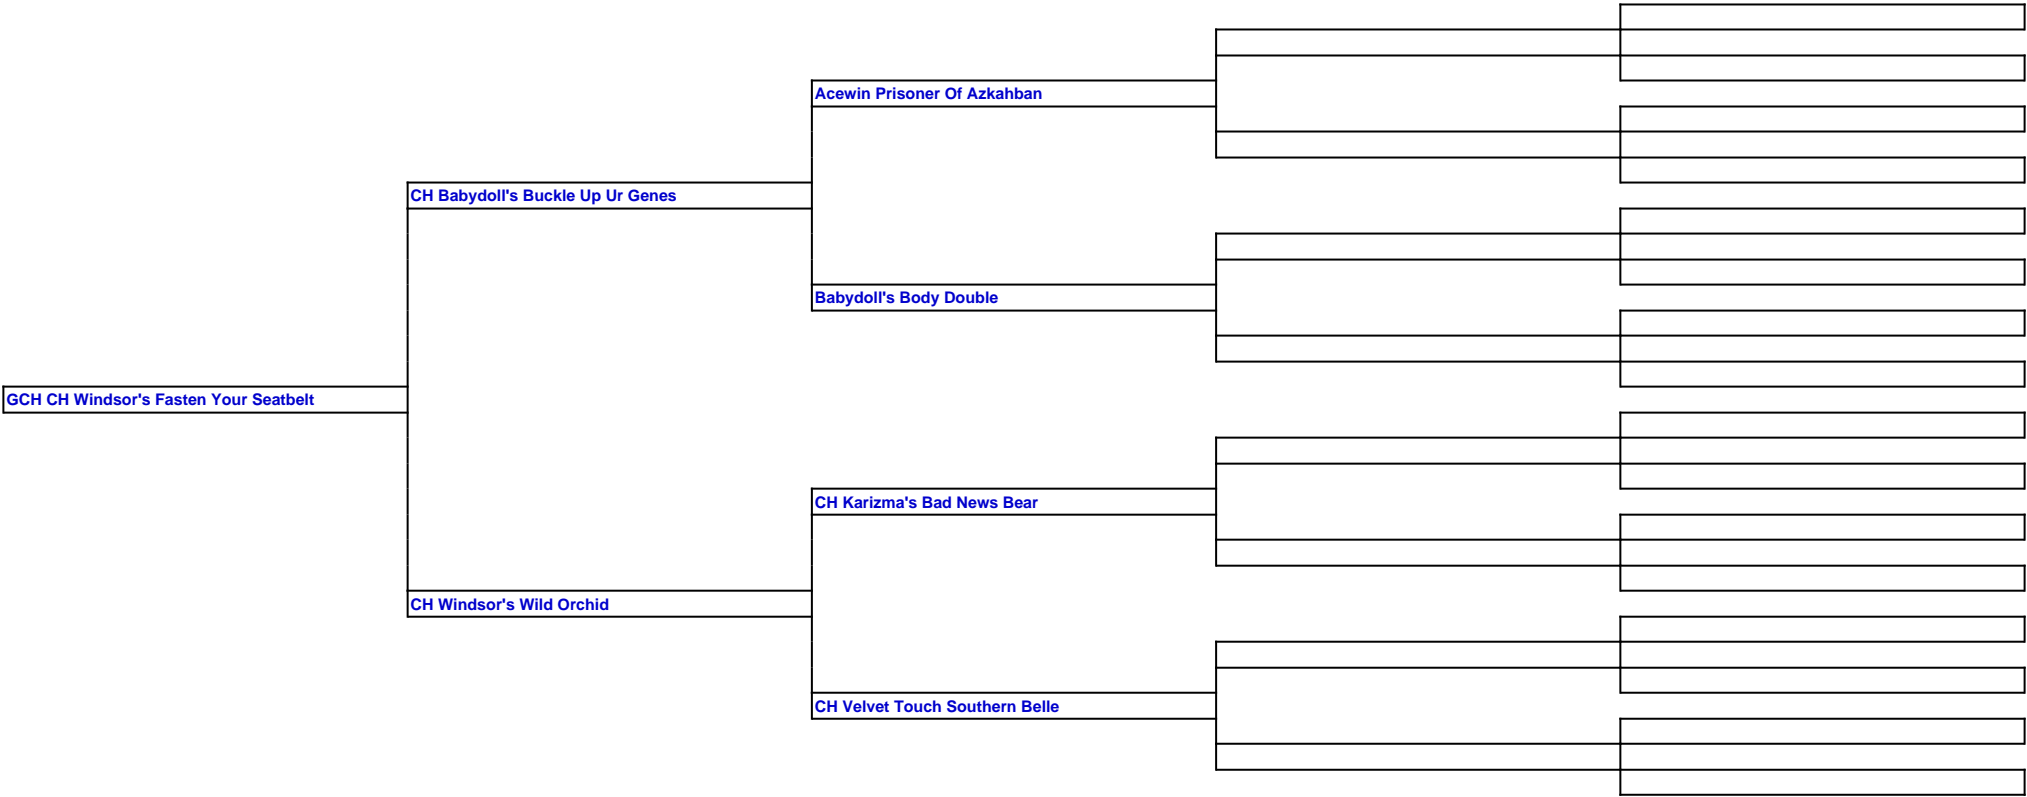 Acewin Prisoner Of Azkahban
CH Babydoll's Buckle Up Ur Genes
Babydoll's Body Double
GCH CH Windsor's Fasten Your Seatbelt
CH Karizma's Bad News Bear
CH Windsor's Wild Orchid
CH Velvet Touch Southern Belle